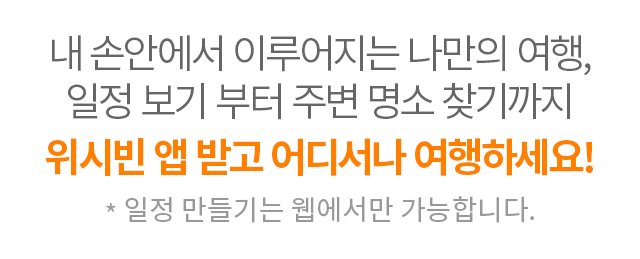 내 손안에서 이루어지는 나만의 여행,
일정 보기 부터 주변 명소 찾기까지
위시빈 앱 받고 어디서나 여행하세요!
* 일정 만들기는 웹에서만 가능합니다.